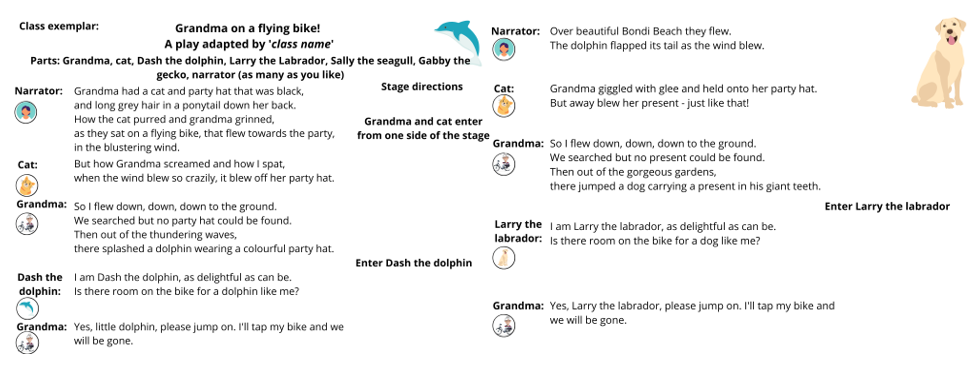 Class exemplar:
Grandma on a flying bike!
A play adapted by 'class name'
Parts: Grandma, cat, Dash the dolphin, Larry the Labrador, Sally the seagull, Gabby the
gecko, narrator (as many as you like)
Stage directions
Narrator: Grandma had a cat and party hat that was black,
and long grey hair in a ponytail down her back.
How the cat purred and grandma grinned,
as they sat on a flying bike, that flew towards the party,
in the blustering wind.
Grandma and cat enter
from one side of the stage
Cat: But how Grandma screamed and how I spat,
when the wind blew so crazily, it blew off her party hat.
Grandma: So I flew down, down, down to the ground.
We searched but no party hat could be found.
Then out of the thundering waves,
there splashed a dolphin wearing a colourful party hat.
Enter Dash the dolphin
Dash the dolphin: I am Dash the dolphin, as delightful as can be.
Is there room on the bike for a dolphin like me?
Grandma: Yes, little dolphin, please jump on. I'll tap my bike and we
will be gone.
Narrator: Over beautiful Bondi Beach they flew.
The dolphin flapped its tail as the wind blew.
Cat: Grandma giggled with glee and held onto her party hat.
But away blew her present - just like that!
Grandma: So I flew down, down, down to the ground.
We searched but no present could be found.
Then out of the gorgeous gardens,
there jumped a dog carrying a present in his giant teeth.
Enter Larry the labrador
Larry the labrador: I am Larry the labrador, as delightful as can be.
Is there room on the bike for a dog like me?
Grandma: Yes, Larry the labrador, please jump on. I'll tap my bike and
we will be gone.